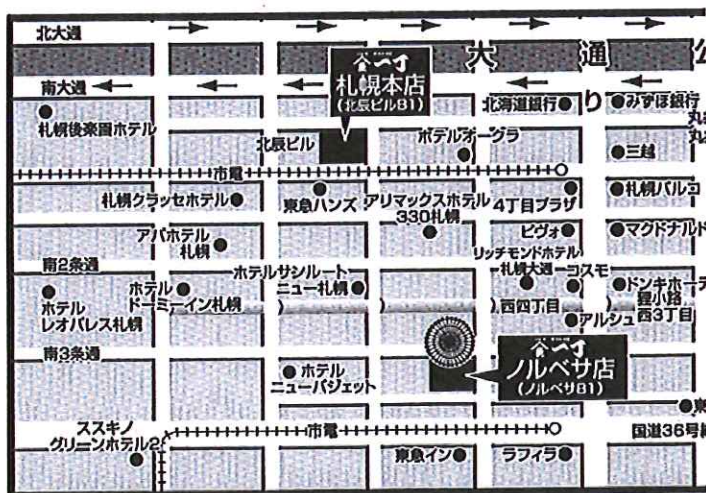 北大通
大通公
南大通
札幌本店
(北辰ビルB1)
札幌後楽園ホテル
北辰ビル
ホテルオークラ
北海道銀行
り
みずほ銀行
三越
市電
札幌クラッセホテル
東急ハンズ
アリマックスホテル
330札幌
4丁目プラザ
札幌パルコ
アパホテル
札幌
ピヴォ
マクドナルド
南2条通
ホテル
レオパレス札幌
ホテル
ドーミーイン札幌
ホテルサンルート
ニュー札幌
リッチモンドホテル
札幌大通
コスモ
ドンキホーテ
狸小路
西四丁目
西3丁目
アルシュ
南3条通
ホテル
ニューバジェット
ノルベサ店
(ノルベサB1)
ススキノ
グリーンホテル2
市電
東急イン
ラフィラ
国道36号線